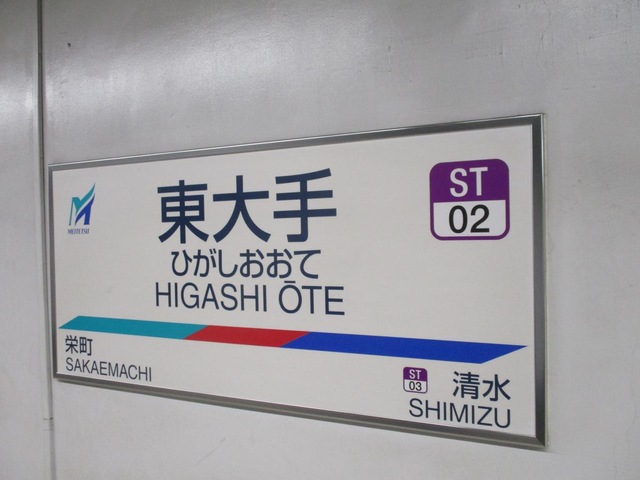 MEITETSU
東大手
ひがしおおて
HIGASHI ŌTE
ST
02
栄町
SAKAEMACHI
ST
03
清水
SHIMIZU